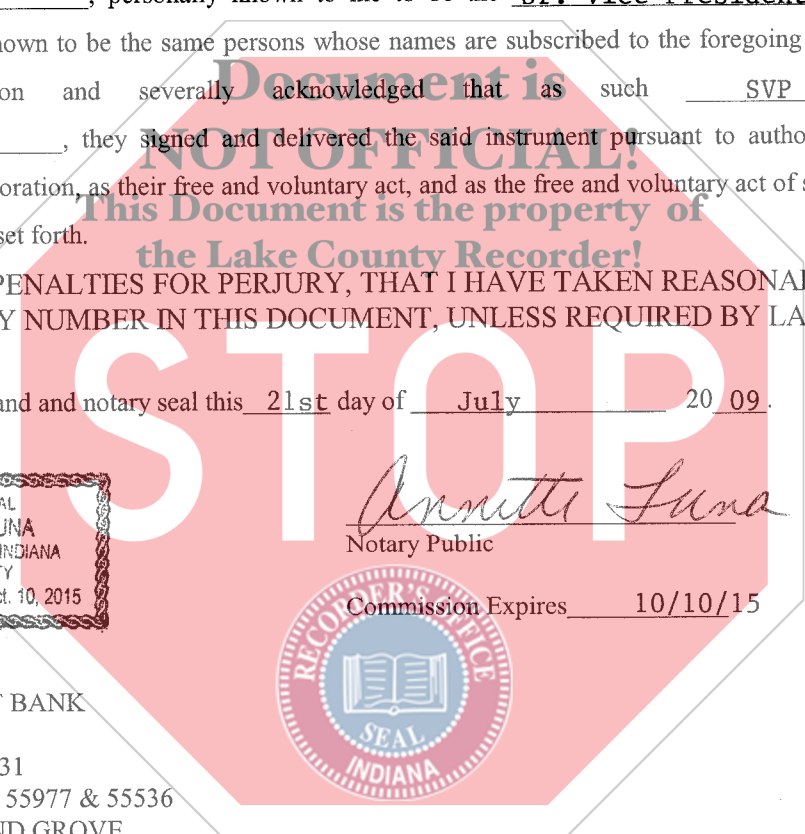 , personally known to me to be the Sr. Vice President
nown to be the same persons whose names are subscribed to the foregoing
on and severally acknowledged that as such SVP
, they signed and delivered the said instrument pursuant to autho
oration, as their free and voluntary act, and as the free and voluntary act of s
set forth.
Document is
NOT OFFICIAL!
This Document is the property of
the Lake County Recorder!
PENALTIES FOR PERJURY, THAT I HAVE TAKEN REASONAL
Y NUMBER IN THIS DOCUMENT, UNLESS REQUIRED BY LA
STOP
and and notary seal this 21st day of July 20 09.
Annette Luna
Notary Public
Commission Expires 10/10/15
AL
UNA
INDIANA
TY
ct. 10, 2015
RECORDER'S OFFICE
SEAL
INDIANA
T BANK
31
55977 & 55536
ND GROVE